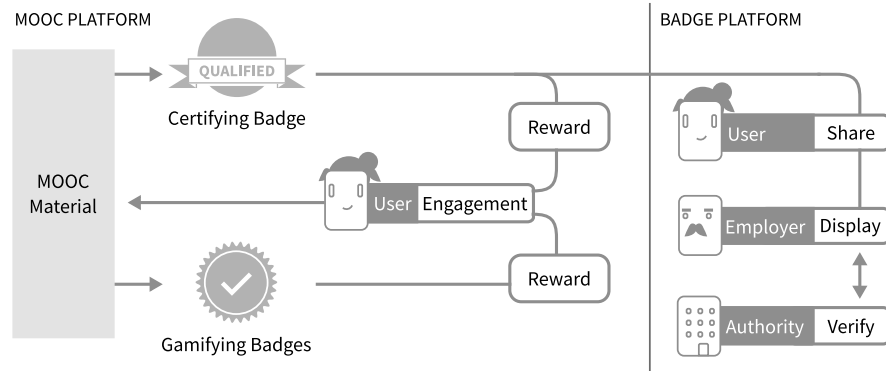 MOOC PLATFORM
BADGE PLATFORM
QUALIFIED
Certifying Badge
Reward
User
Share
MOOC
Material
User
Engagement
Employer
Display
Reward
Gamifying Badges
Authority
Verify